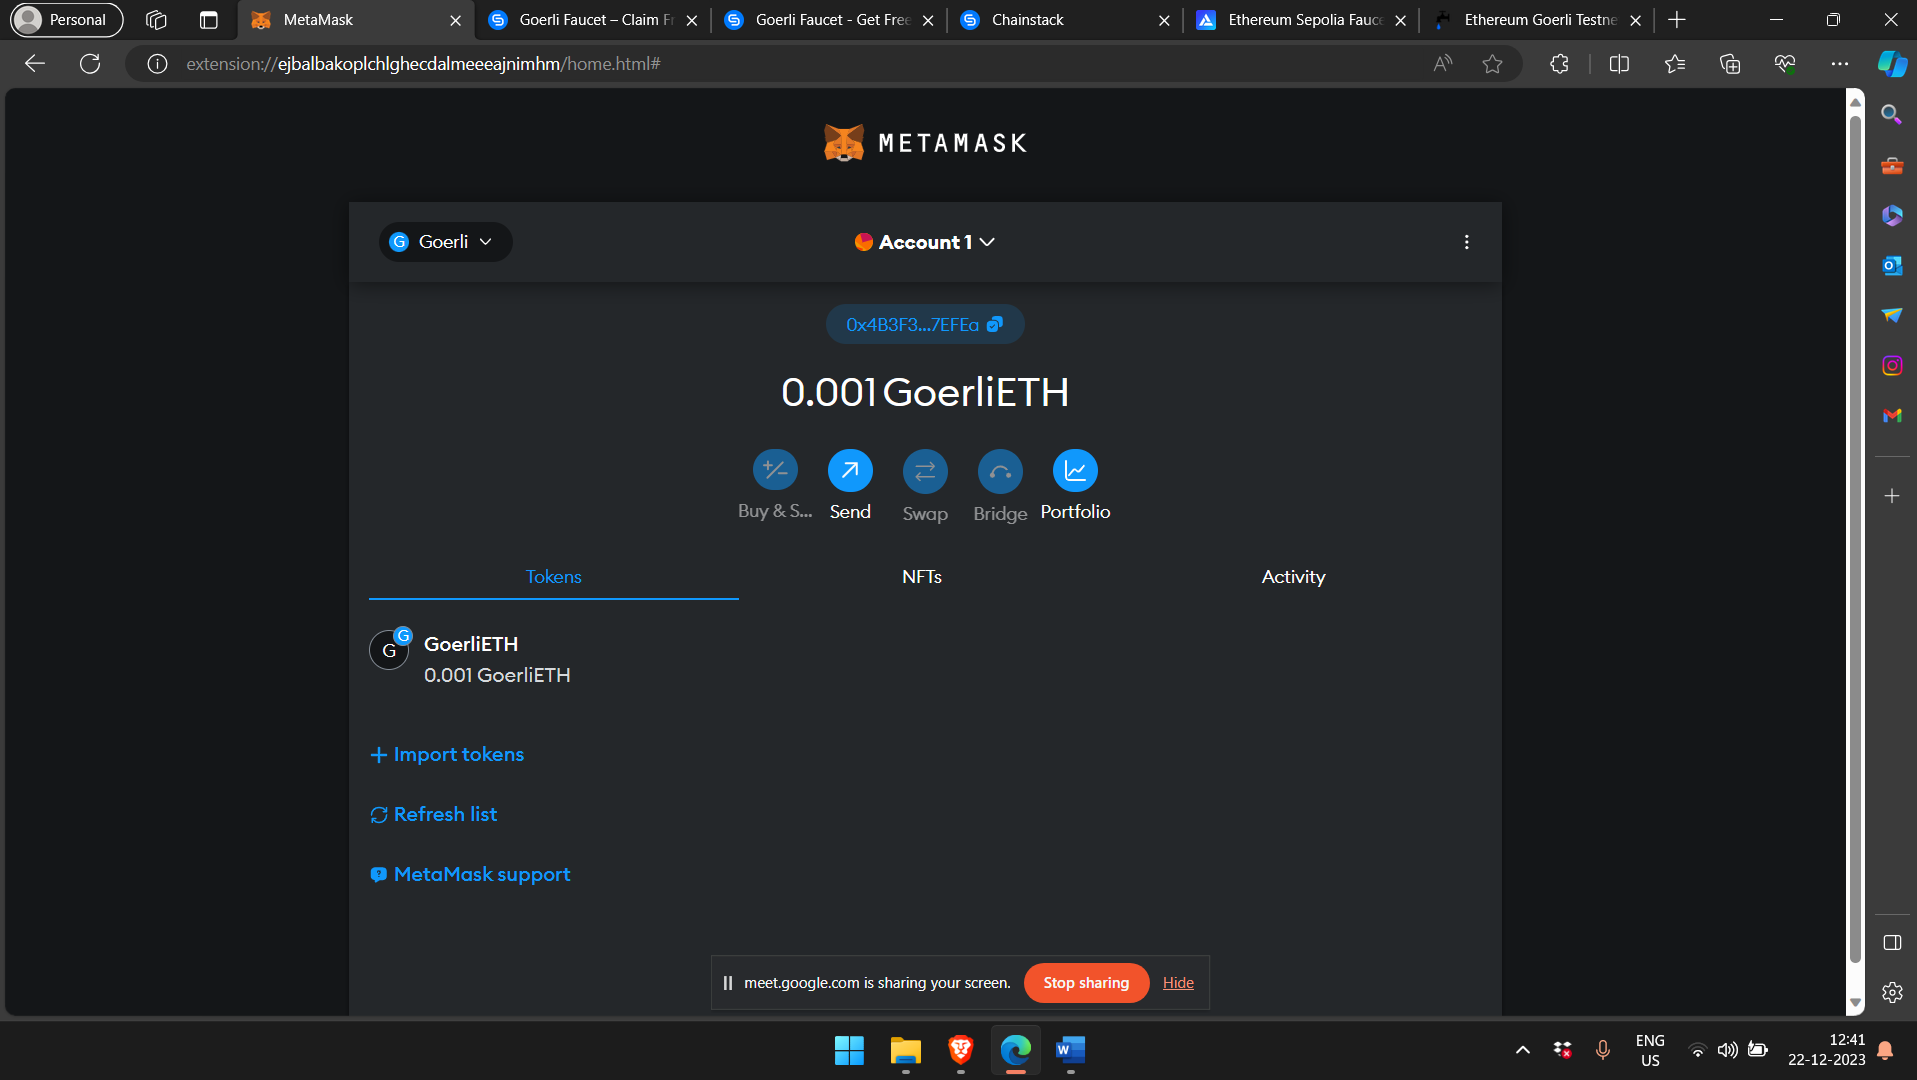 Personal
MetaMask
Goerli Faucet – Claim Fr
Goerli Faucet - Get Free
Chainstack
Ethereum Sepolia Fauce
Ethereum Goerli Testne
extension://ejbalbakoplchlghecdalmeeeajnimhm/home.html#
METAMASK
G Goerli
Account 1
0x4B3F3...7EFEa
0.001 GoerliETH
Buy & S...
Send
Swap
Bridge
Portfolio
Tokens
NFTs
Activity
G
G
GoerliETH
0.001 GoerliETH
Import tokens
Refresh list
MetaMask support
meet.google.com is sharing your screen.
Stop sharing
Hide
ENG
US
12:41
22-12-2023